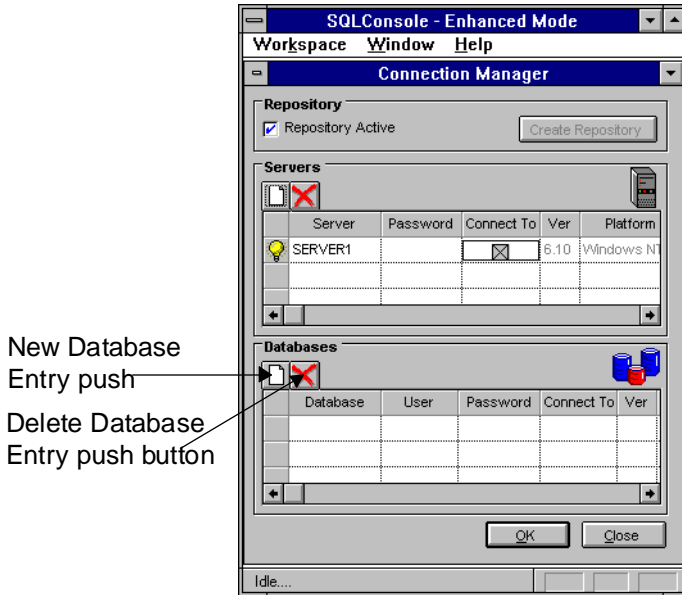 SQLConsole - Enhanced Mode
Workspace Window Help
Connection Manager
Repository
Repository Active
Create Repository
Servers
Server Password Connect To Ver Platform
SERVER1 6.10 Windows NT
New Database
Entry push
Delete Database
Entry push button
Databases
Database User Password Connect To Ver
OK Close
Idle....